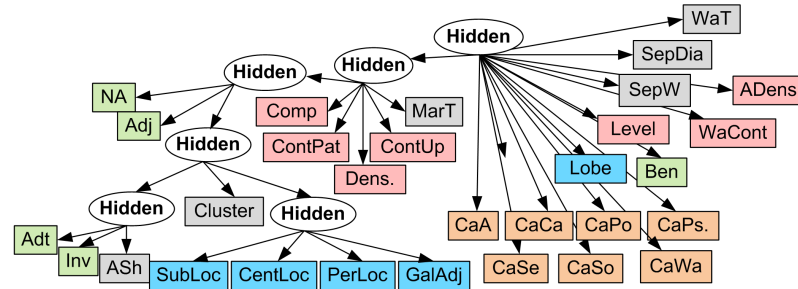 WaT
Hidden
SepDia
Hidden
Hidden
SepW
ADens
NA
Comp
MarT
Adj
Level
WaCont
Hidden
ContPat
ContUp
Lobe
Ben
Dens.
Hidden
Cluster
Hidden
CaA
CaCa
CaPo
CaPs.
Adt
Inv
ASh
SubLoc
CentLoc
PerLoc
GalAdj
CaSe
CaSo
CaWa